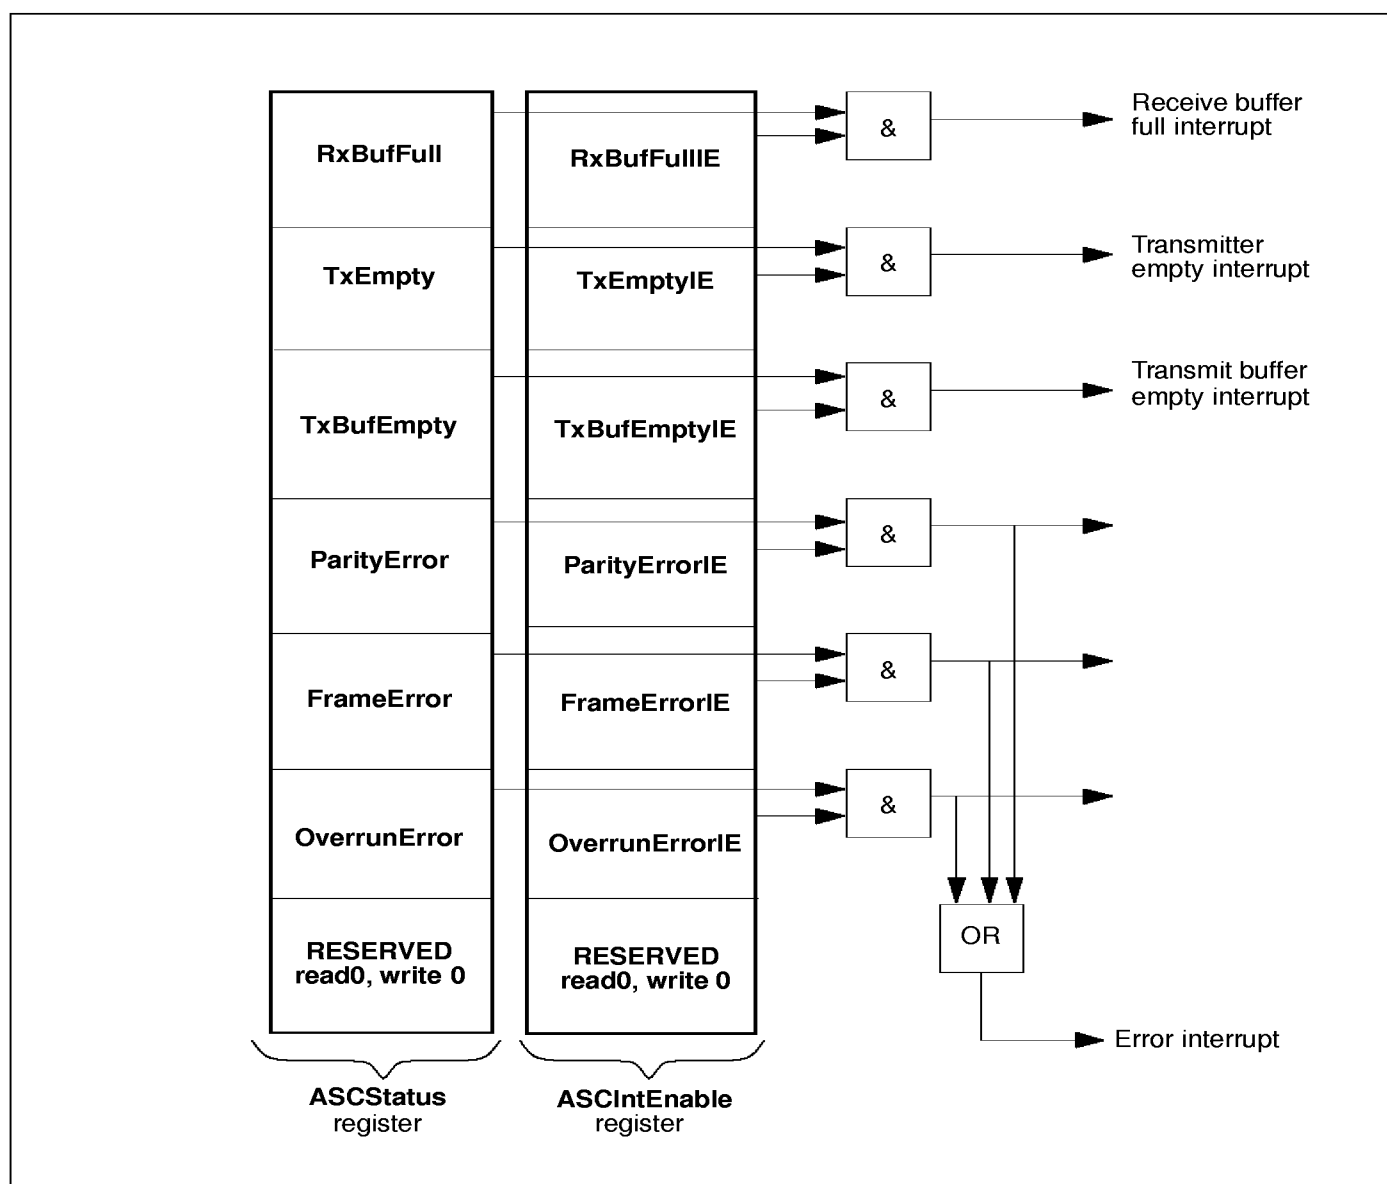 RxBufFull
RxBufFullIE
&
Receive buffer
full interrupt
TxEmpty
TxEmptyIE
&
Transmitter
empty interrupt
TxBufEmpty
TxBufEmptyIE
&
Transmit buffer
empty interrupt
ParityError
ParityErrorIE
&
FrameError
FrameErrorIE
&
OverrunError
OverrunErrorIE
&
RESERVED
read0, write 0
RESERVED
read0, write 0
OR
Error interrupt
ASCStatus
register
ASCIntEnable
register